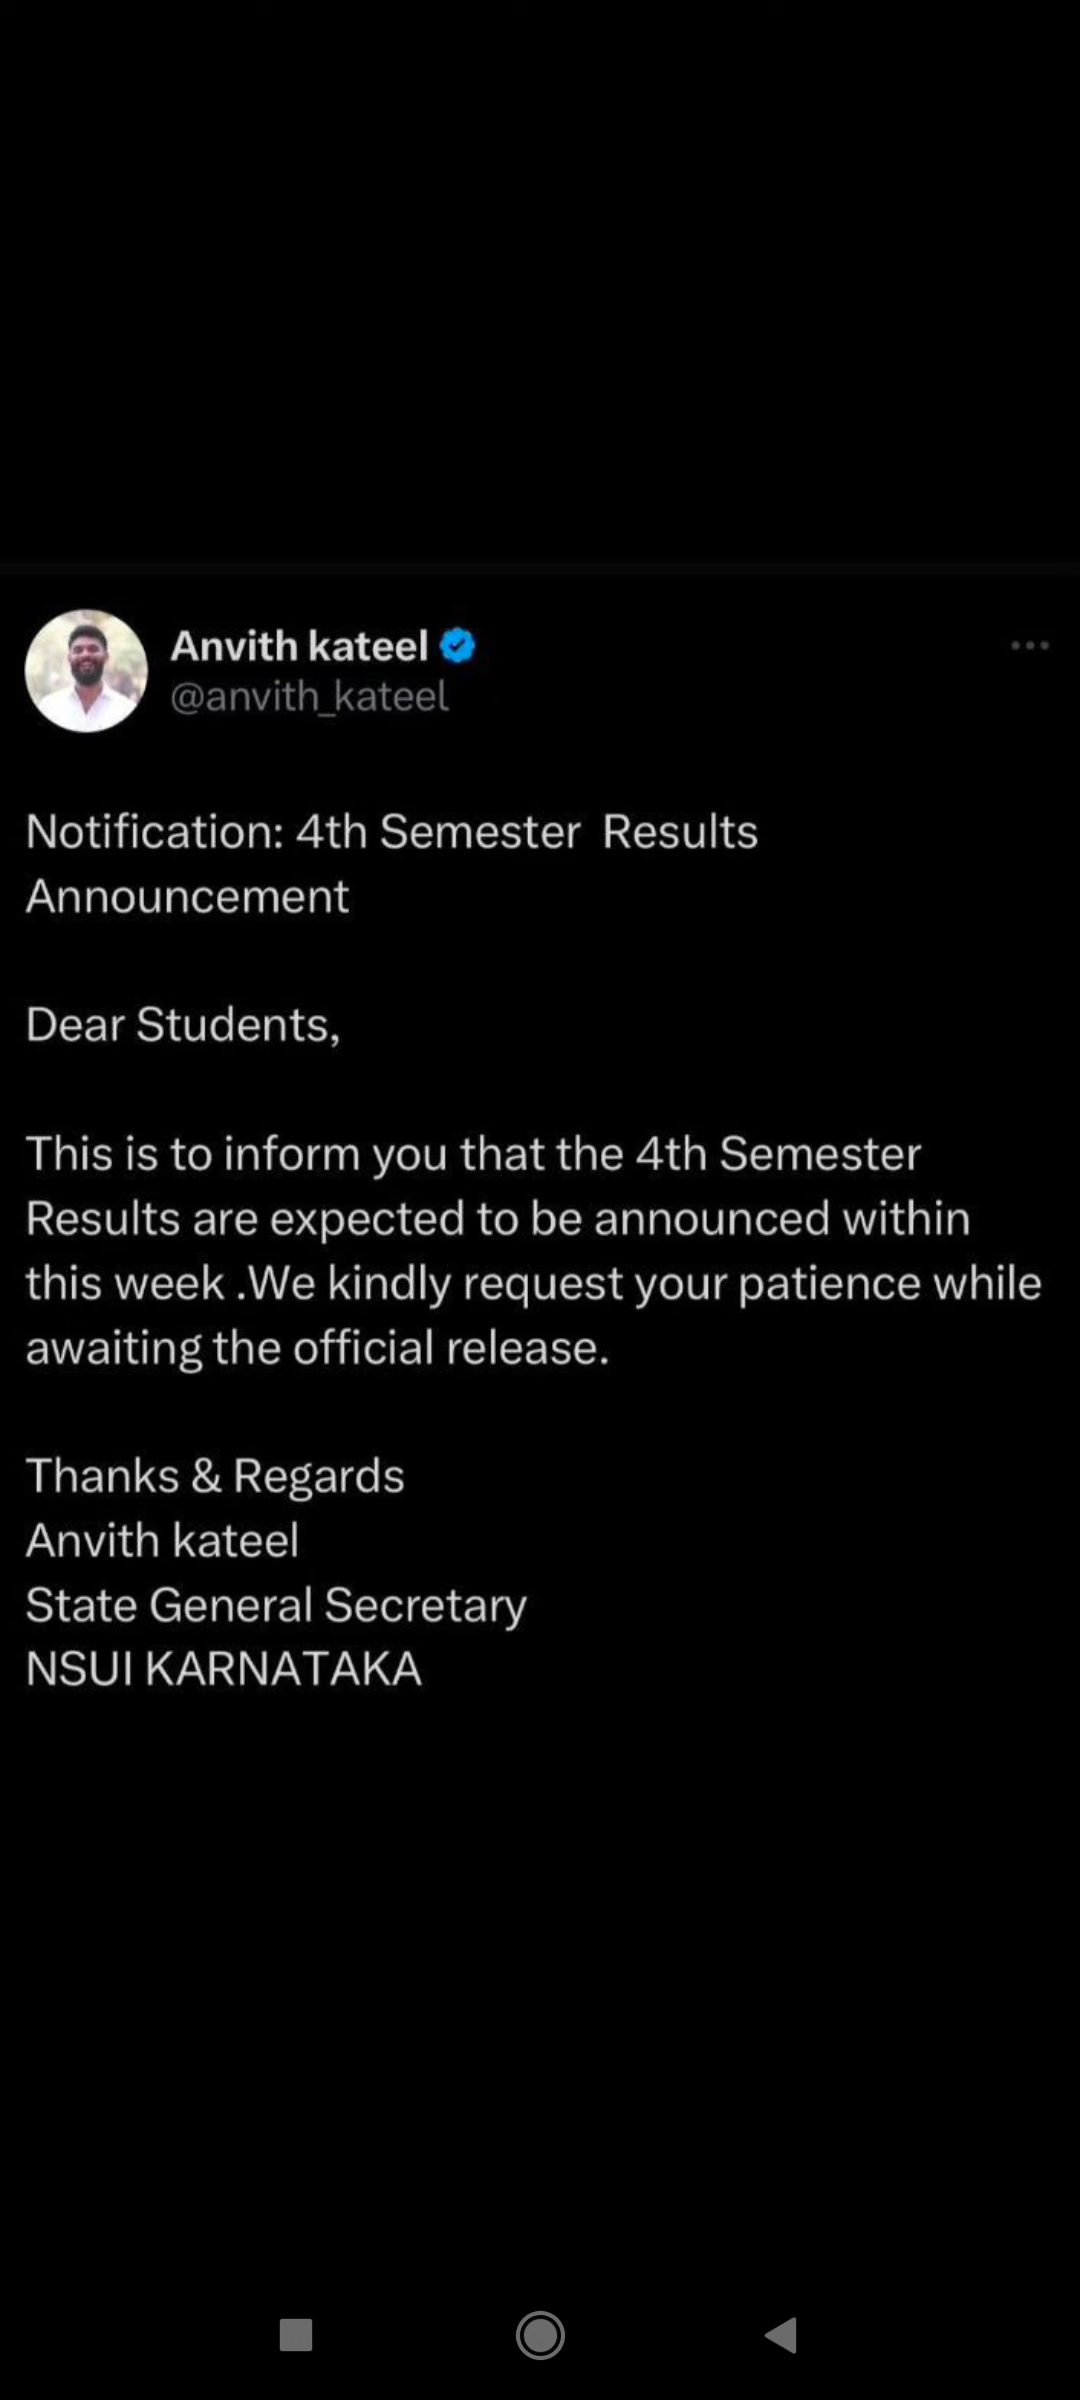 Anvith kateel
@anvith_kateel
Notification: 4th Semester  Results
Announcement
Dear Students,
This is to inform you that the 4th Semester
Results are expected to be announced within
this week .We kindly request your patience while
awaiting the official release.
Thanks & Regards
Anvith kateel
State General Secretary
NSUI KARNATAKA